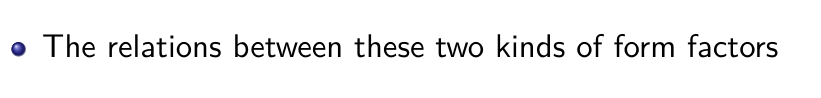 The relations between these two kinds of form factors